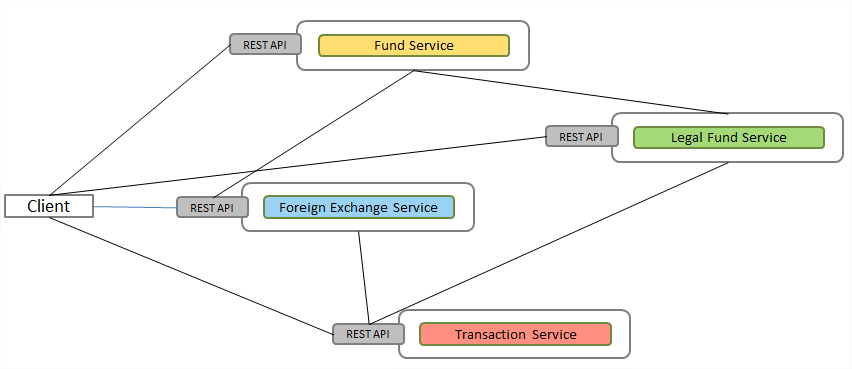 REST API
Fund Service
REST API
Legal Fund Service
Client
REST API
Foreign Exchange Service
REST API
Transaction Service